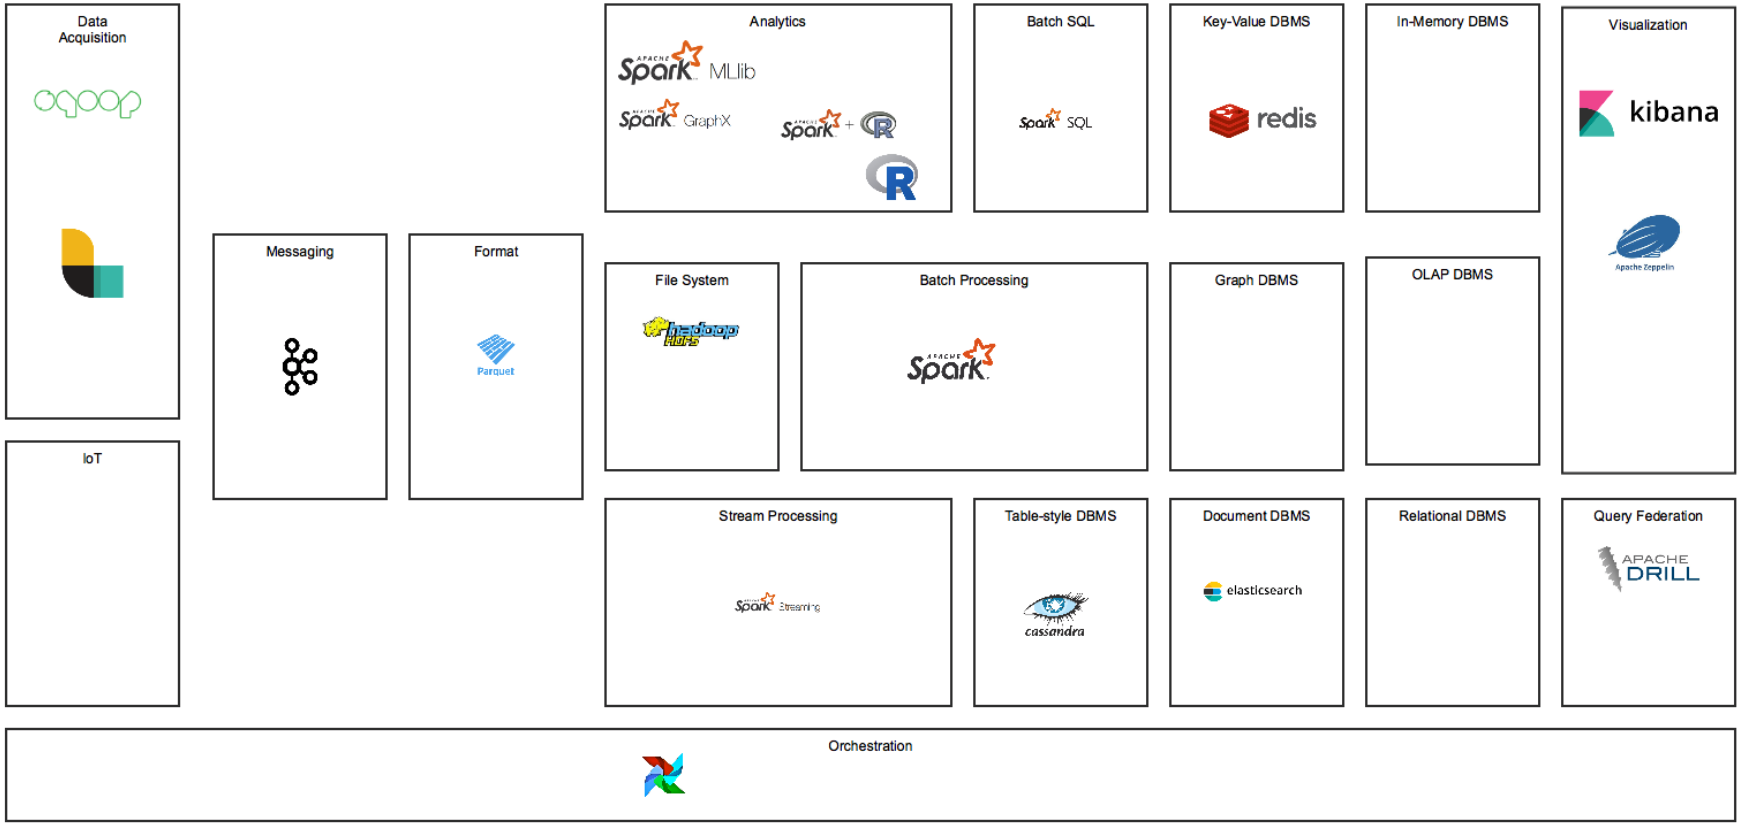 Data
Acquisition
sqoop
IoT
Messaging
Format
Parquet
Analytics
APACHE
Spark MLlib
APACHE
Spark GraphX
APACHE
Spark + R
R
Batch SQL
Spark SQL
Key-Value DBMS
redis
In-Memory DBMS
Visualization
kibana
Apache Zeppelin
File System
hadoop
HDFS
Batch Processing
APACHE
Spark
Graph DBMS
OLAP DBMS
Stream Processing
APACHE
Spark Streaming
Table-style DBMS
cassandra
Document DBMS
elasticsearch
Relational DBMS
Query Federation
APACHE
DRILL
Orchestration